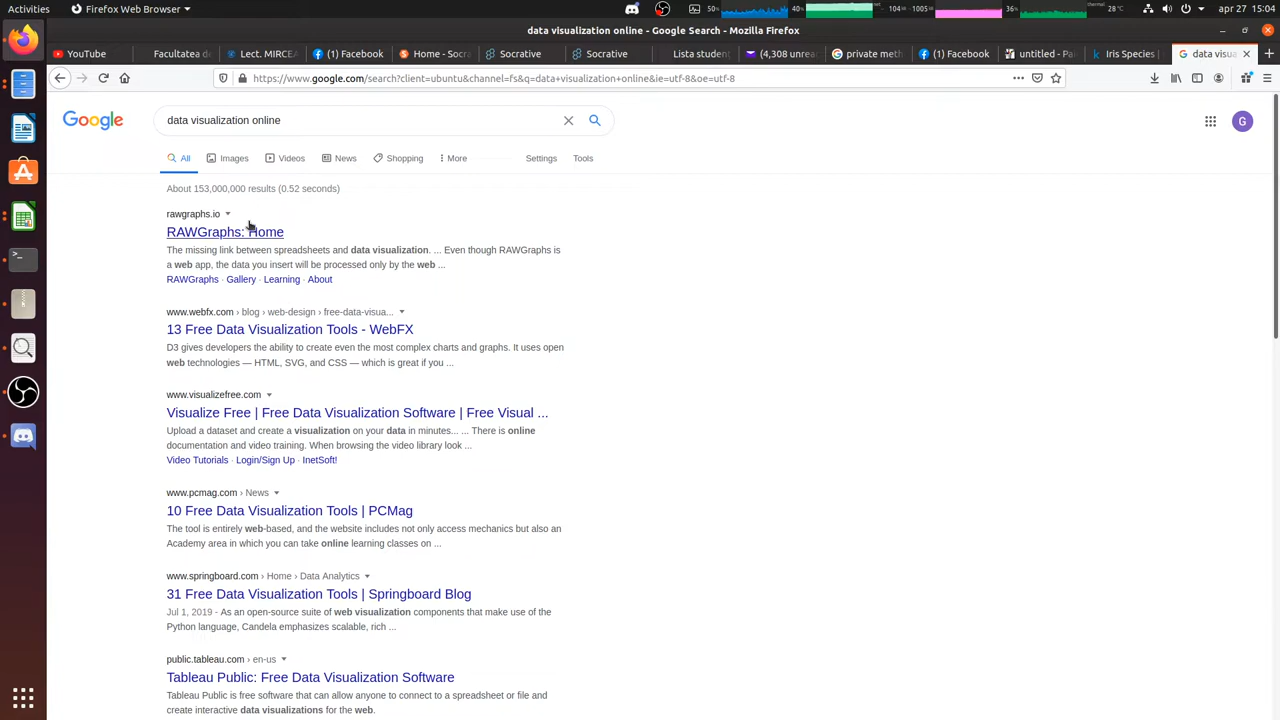 Activities
Firefox Web Browser
50%
40%
104↑ 1005↓
36%
thermal
28°C
apr 27 15:04
data visualization online - Google Search - Mozilla Firefox
YouTube
Facultatea de
Lect. MIRCEA
(1) Facebook
Home - Socra
Socrative
Socrative
Lista student
(4,308 unrea
private meth
(1) Facebook
untitled - Pa
Iris Species |
data visua
https://www.google.com/search?client=ubuntu&channel=fs&q=data+visualization+online&ie=utf-8&oe=utf-8
Google
data visualization online
G
All
Images
Videos
News
Shopping
More
Settings
Tools
About 153,000,000 results (0.52 seconds)
rawgraphs.io
RAWGraphs: Home
The missing link between spreadsheets and data visualization. ... Even though RAWGraphs is
a web app, the data you insert will be processed only by the web ...
RAWGraphs · Gallery · Learning · About
www.webfx.com › blog › web-design › free-data-visua...
13 Free Data Visualization Tools - WebFX
D3 gives developers the ability to create even the most complex charts and graphs. It uses open
web technologies — HTML, SVG, and CSS — which is great if you ...
www.visualizefree.com
Visualize Free | Free Data Visualization Software | Free Visual ...
Upload a dataset and create a visualization on your data in minutes... ... There is online
documentation and video training. When browsing the video library look ...
Video Tutorials · Login/Sign Up · InetSoft!
www.pcmag.com › News
10 Free Data Visualization Tools | PCMag
The tool is entirely web-based, and the website includes not only access mechanics but also an
Academy area in which you can take online learning classes on ...
www.springboard.com › Home › Data Analytics
31 Free Data Visualization Tools | Springboard Blog
Jul 1, 2019 - As an open-source suite of web visualization components that make use of the
Python language, Candela emphasizes scalable, rich ...
public.tableau.com › en-us
Tableau Public: Free Data Visualization Software
Tableau Public is free software that can allow anyone to connect to a spreadsheet or file and
create interactive data visualizations for the web.